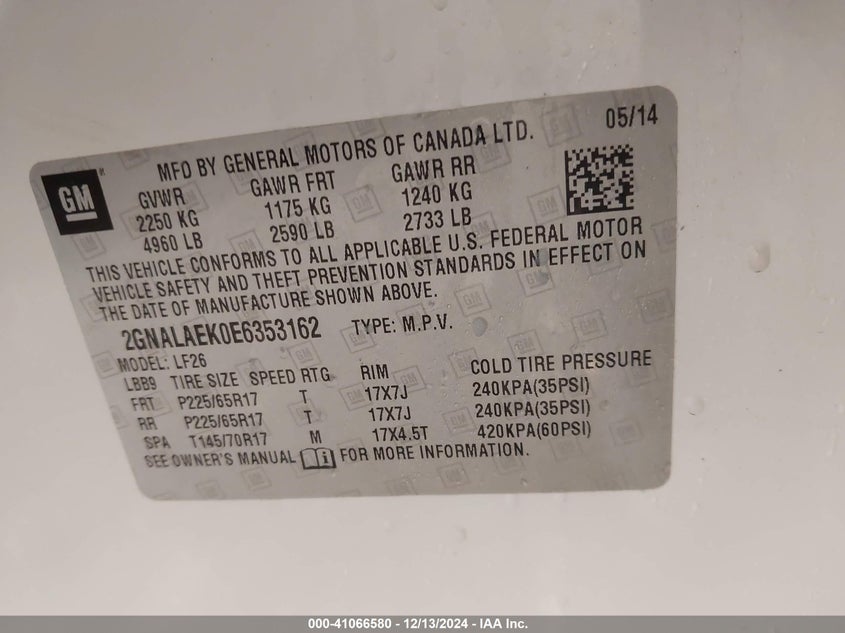 05/14
MFD BY GENERAL MOTORS OF CANADA LTD.
GM
GVWR GAWR FRT GAWR RR
2250 KG 1175 KG 1240 KG
4960 LB 2590 LB 2733 LB
THIS VEHICLE CONFORMS TO ALL APPLICABLE U.S. FEDERAL MOTOR
VEHICLE SAFETY AND THEFT PREVENTION STANDARDS IN EFFECT ON
THE DATE OF MANUFACTURE SHOWN ABOVE.
2GNALAEK0E6353162 TYPE: M.P.V.
MODEL: LF26
LBB9 TIRE SIZE SPEED RTG RIM COLD TIRE PRESSURE
FRT P225/65R17 T 17X7J 240KPA(35PSI)
RR P225/65R17 T 17X7J 240KPA(35PSI)
SPA T145/70R17 M 17X4.5T 420KPA(60PSI)
SEE OWNER'S MANUAL i FOR MORE INFORMATION.
000-41066580 - 12/13/2024 - IAA Inc.